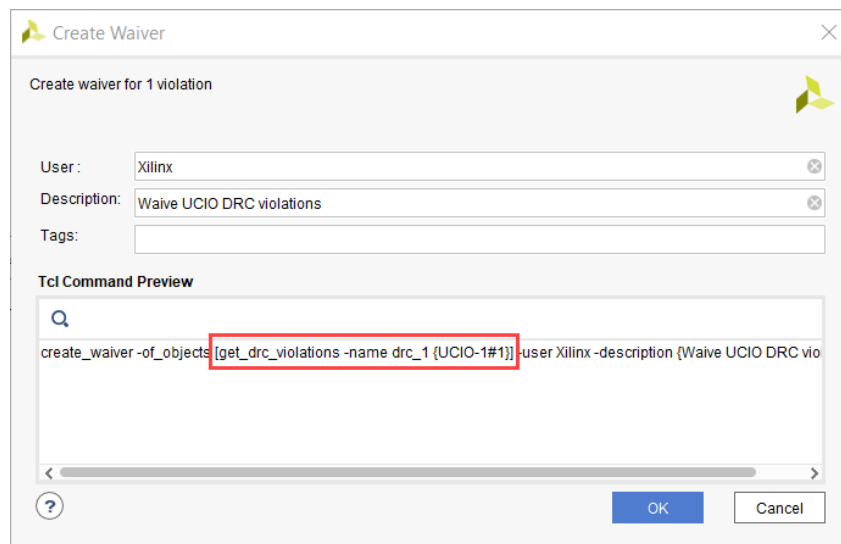 Create Waiver
Create waiver for 1 violation
User :
Xilinx
Description:
Waive UCIO DRC violations
Tags:
Tcl Command Preview
create_waiver -of_objects [get_drc_violations -name drc_1 {UCIO-1#1}] -user Xilinx -description {Waive UCIO DRC vio
?
OK
Cancel